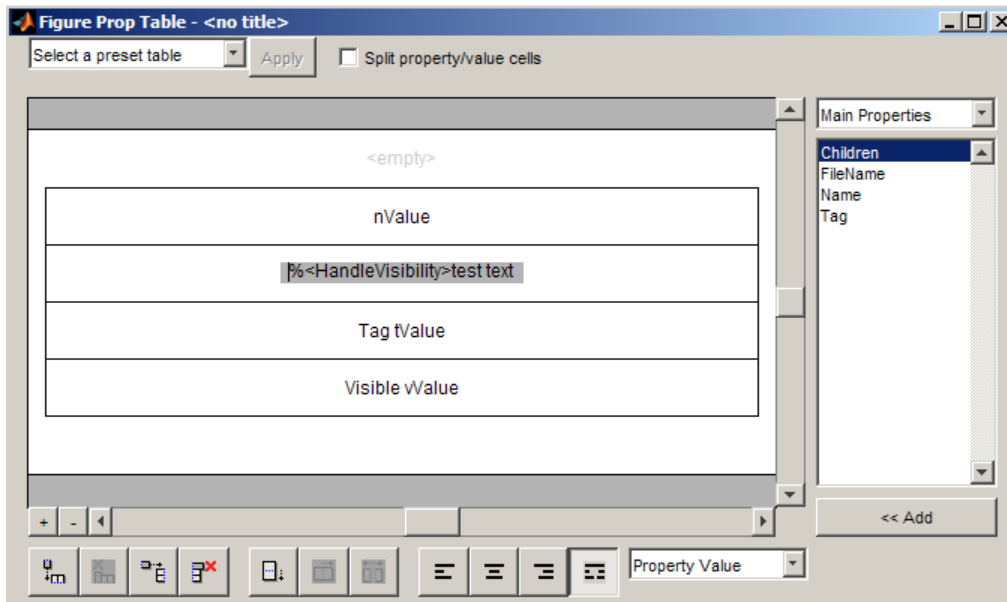 Figure Prop Table - <no title>
Select a preset table
Apply
Split property/value cells
Main Properties
<empty>
Children
FileName
Name
Tag
nValue
%<HandleVisibility>test text
Tag tValue
Visible vValue
+ -
<< Add
Property Value